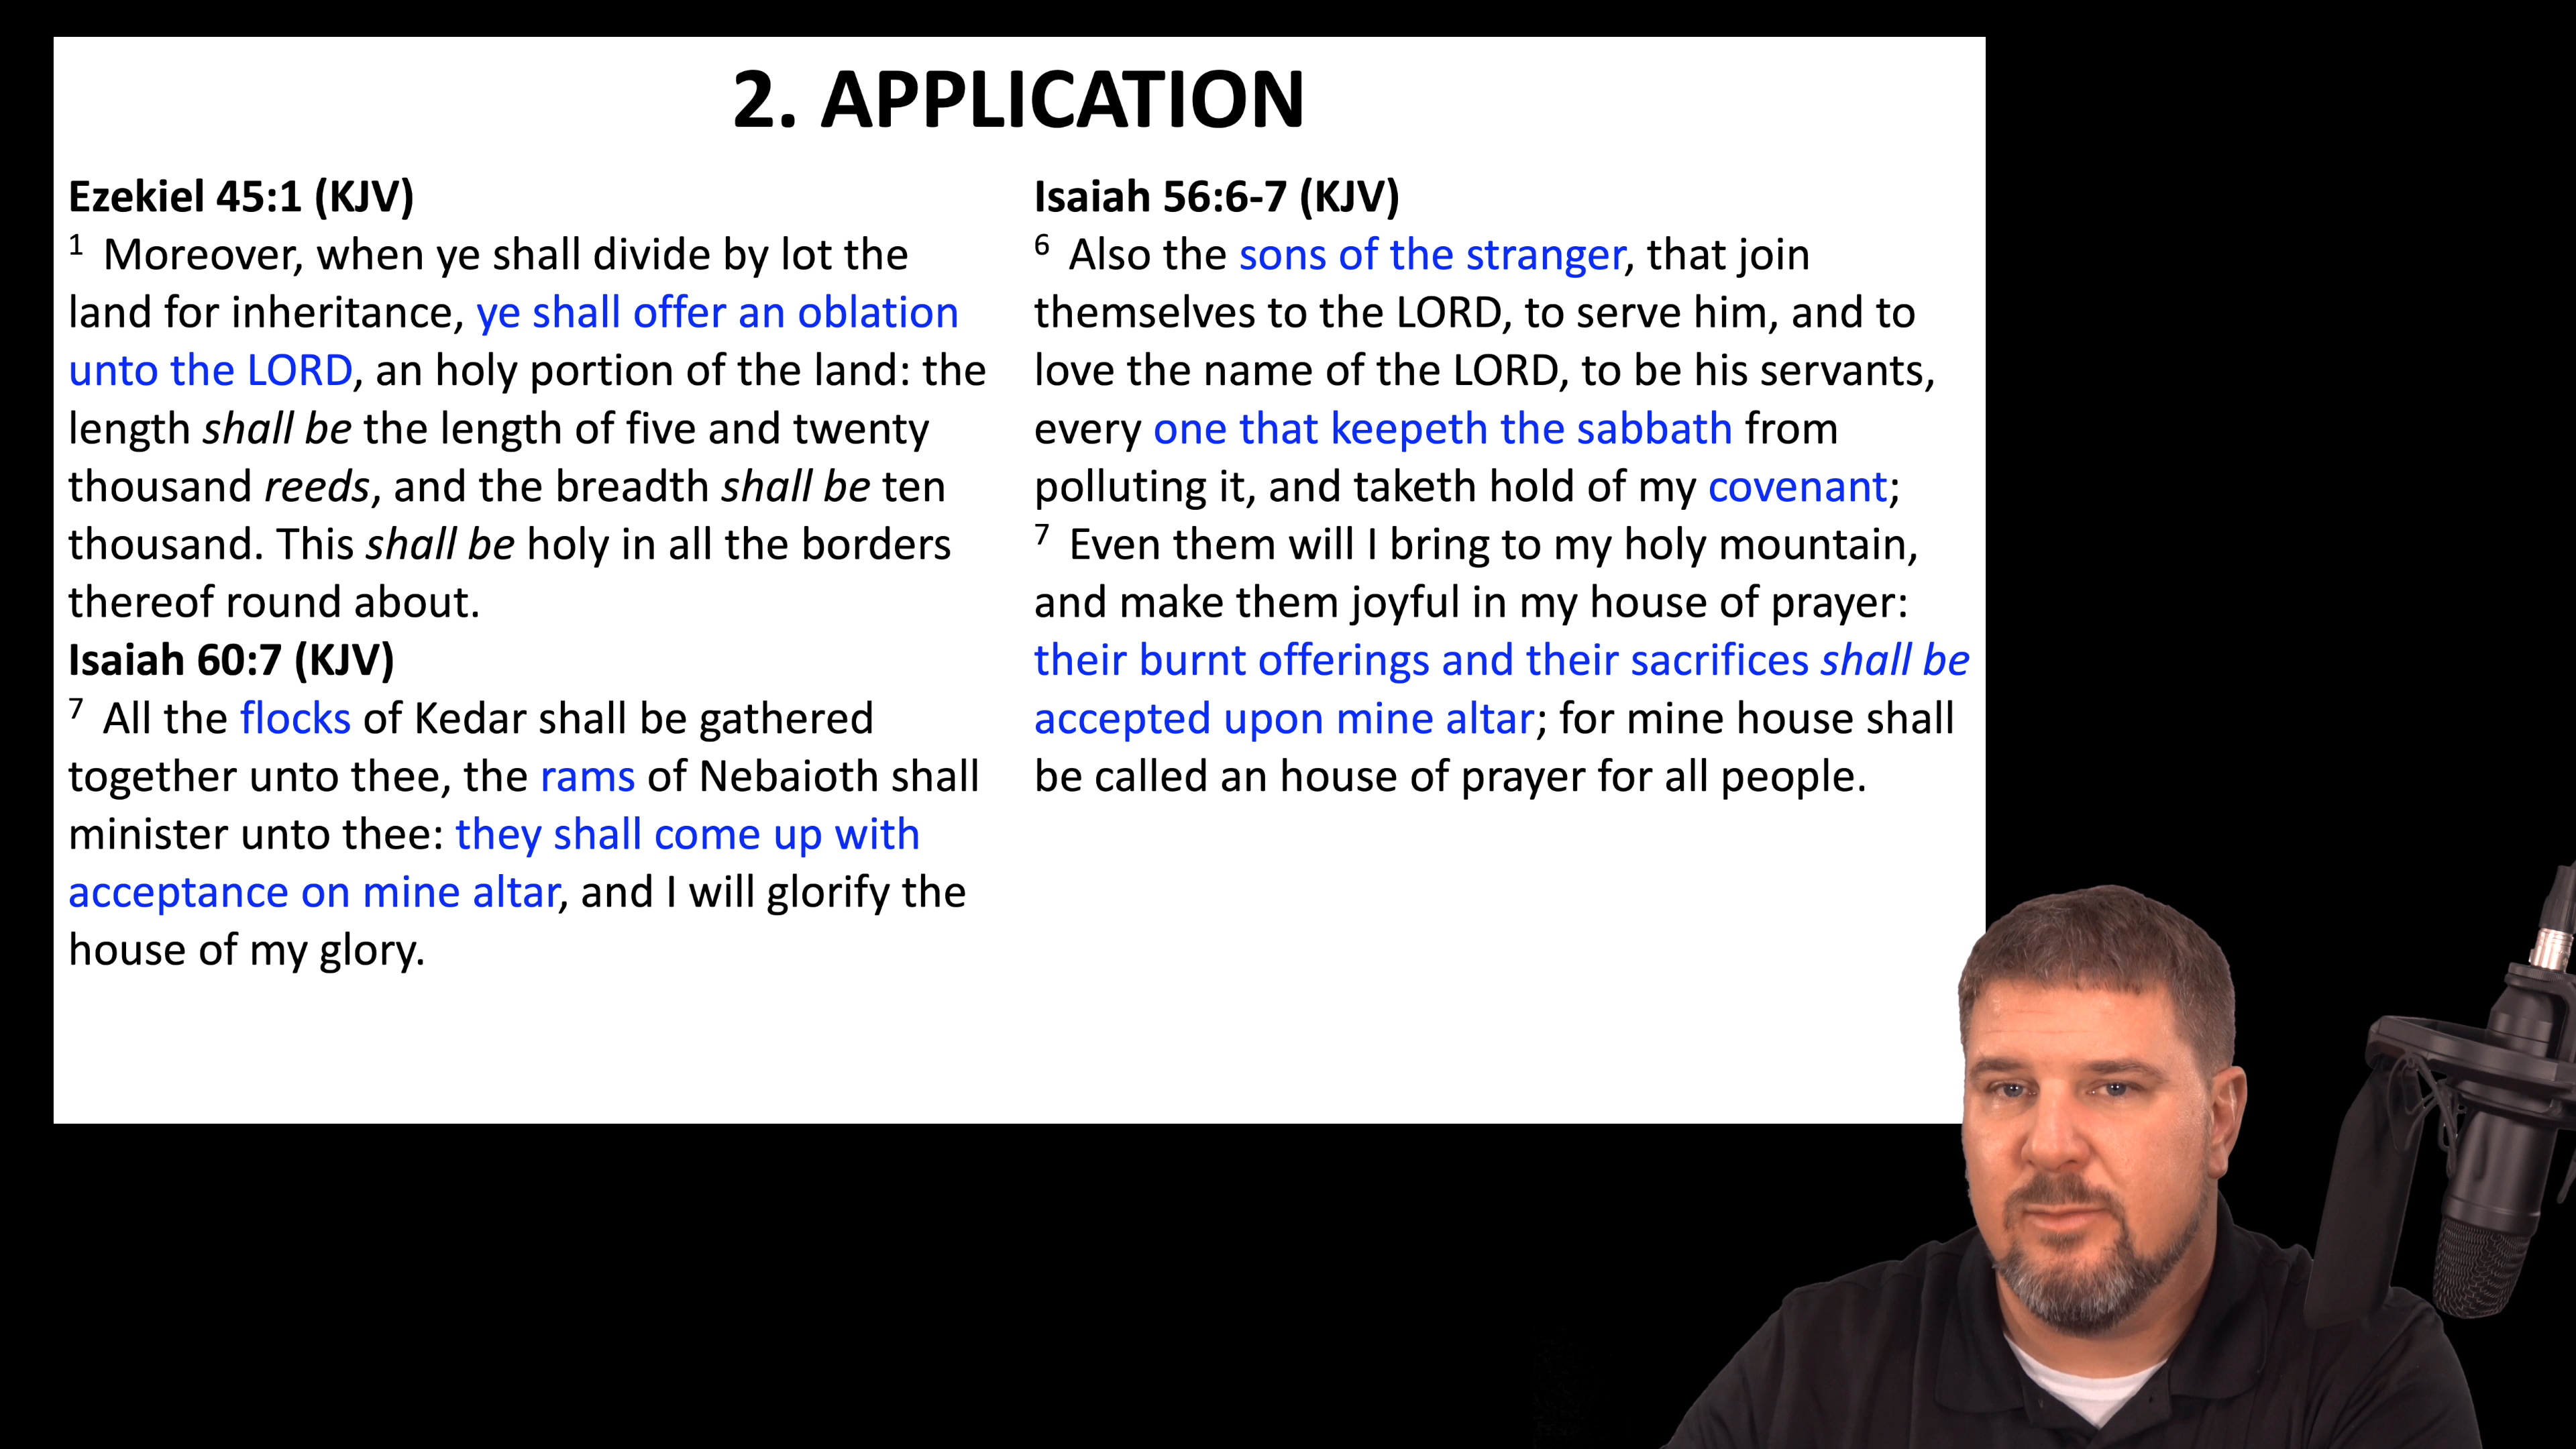 2. APPLICATION
Ezekiel 45:1 (KJV)
1 Moreover, when ye shall divide by lot the
land for inheritance, ye shall offer an oblation
unto the LORD, an holy portion of the land: the
length shall be the length of five and twenty
thousand reeds, and the breadth shall be ten
thousand. This shall be holy in all the borders
thereof round about.
Isaiah 60:7 (KJV)
7 All the flocks of Kedar shall be gathered
together unto thee, the rams of Nebaioth shall
minister unto thee: they shall come up with
acceptance on mine altar, and I will glorify the
house of my glory.
Isaiah 56:6-7 (KJV)
6 Also the sons of the stranger, that join
themselves to the LORD, to serve him, and to
love the name of the LORD, to be his servants,
every one that keepeth the sabbath from
polluting it, and taketh hold of my covenant;
7 Even them will I bring to my holy mountain,
and make them joyful in my house of prayer:
their burnt offerings and their sacrifices shall be
accepted upon mine altar; for mine house shall
be called an house of prayer for all people.